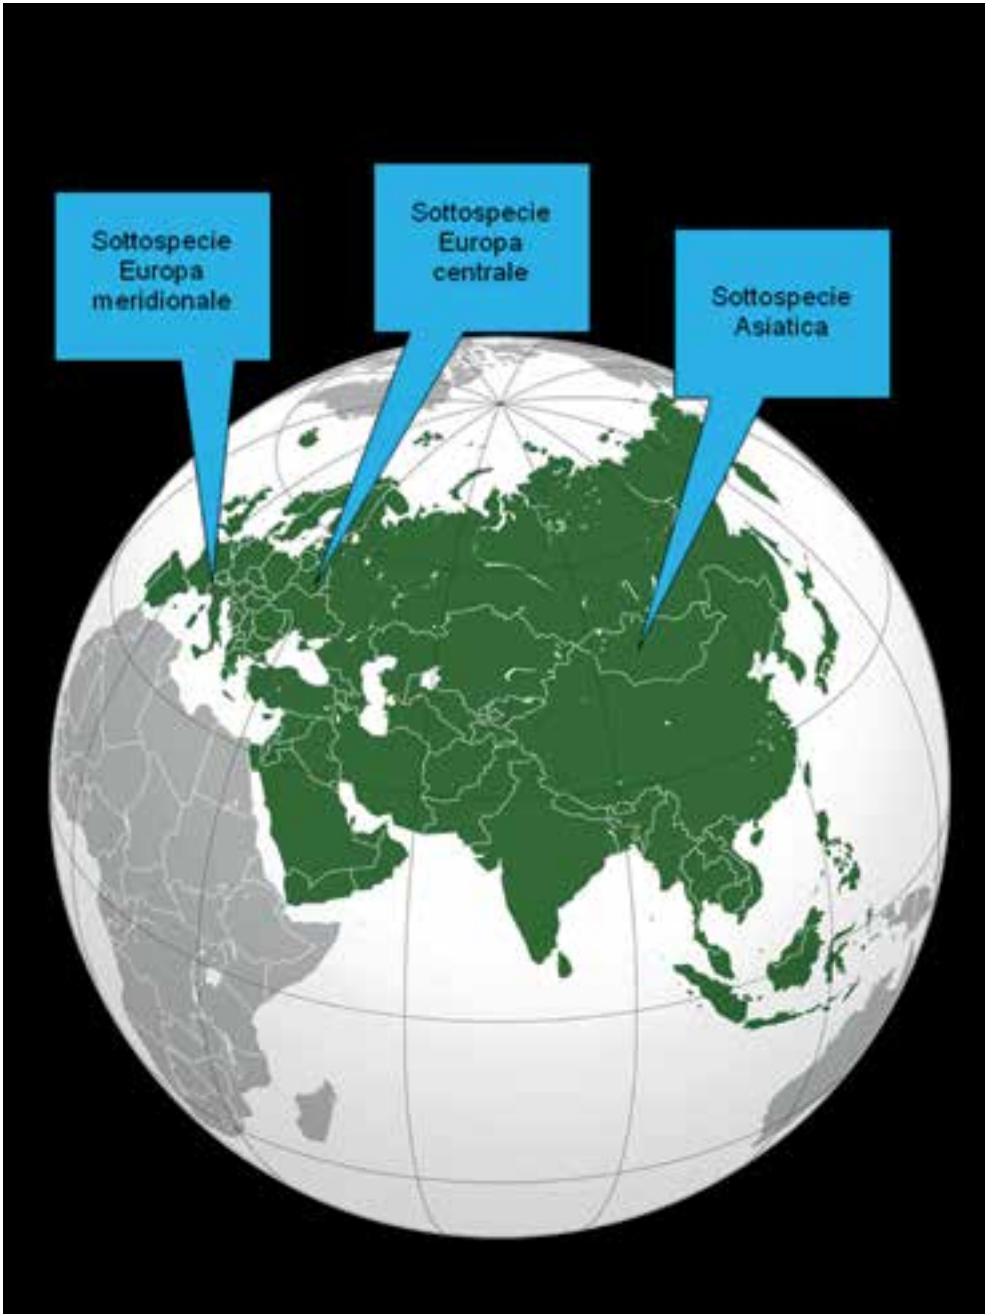 Sottospecie
Europa
meridionale
Sottospecie
Europa
centrale
Sottospecie
Asiatica